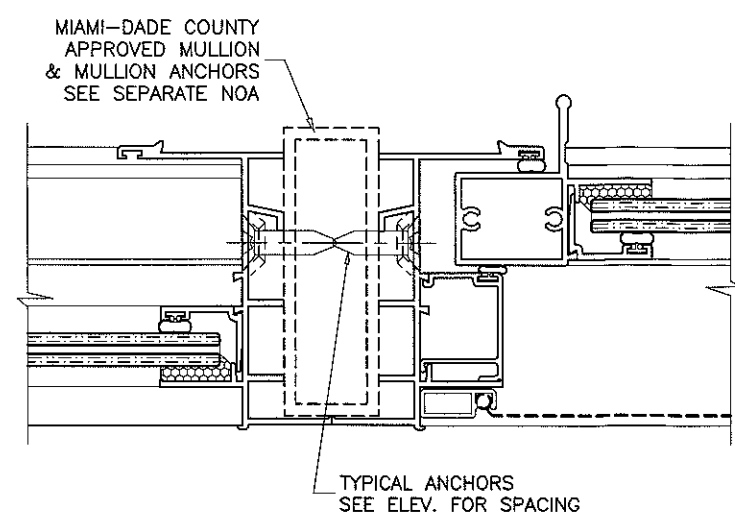 MIAMI-DADE COUNTY
APPROVED MULLION
& MULLION ANCHORS
SEE SEPARATE NOA
TYPICAL ANCHORS
SEE ELEV. FOR SPACING